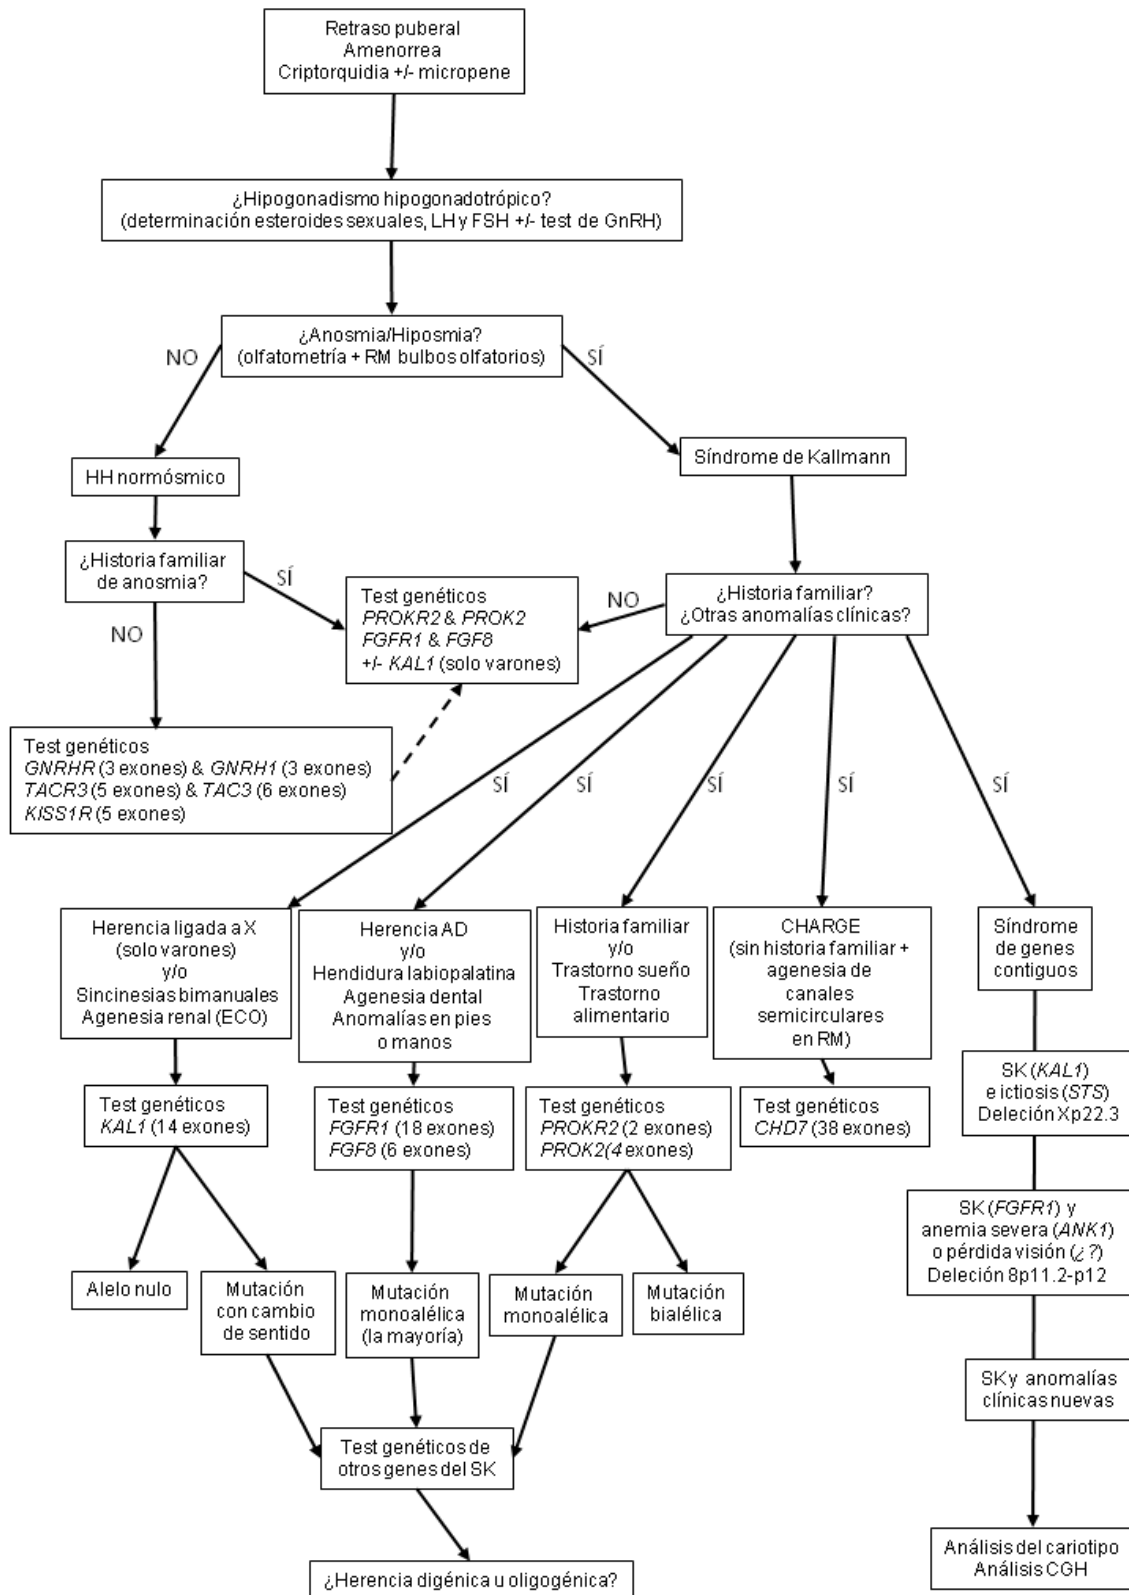 Retraso puberal
Amenorrea
Criptorquidia +/- micropene
¿Hipogonadismo hipogonadotrópico?
(determinación esteroides sexuales, LH y FSH +/- test de GnRH)
¿Anosmia/Hiposmia?
(olfatometría + RM bulbos olfatorios)
NO
SÍ
HH normósmico
Síndrome de Kallmann
¿Historia familiar
de anosmia?
SÍ
NO
Test genéticos
PROKR2 & PROK2
FGFR1 & FGF8
+/- KAL1 (solo varones)
NO
¿Historia familiar?
¿Otras anomalías clínicas?
Test genéticos
GNRHR (3 exones) & GNRH1 (3 exones)
TACR3 (5 exones) & TAC3 (6 exones)
KISS1R (5 exones)
SÍ
SÍ
SÍ
SÍ
SÍ
Herencia ligada a X
(solo varones)
y/o
Sincinesias bimanuales
Agenesia renal (ECO)
Herencia AD
y/o
Hendidura labiopalatina
Agenesia dental
Anomalías en pies
o manos
Historia familiar
y/o
Trastorno sueño
Trastorno
alimentario
CHARGE
(sin historia familiar +
agenesia de
canales
semicirculares
en RM)
Síndrome
de genes
contiguos
Test genéticos
KAL1 (14 exones)
Test genéticos
FGFR1 (18 exones)
FGF8 (6 exones)
Test genéticos
PROKR2 (2 exones)
PROK2(4 exones)
Test genéticos
CHD7 (38 exones)
SK (KAL1)
e ictiosis (STS)
Deleción Xp22.3
SK (FGFR1) y
anemia severa (ANK1)
o pérdida visión (¿?)
Deleción 8p11.2-p12
Alelo nulo
Mutación
con cambio
de sentido
Mutación
monoalélica
(la mayoría)
Mutación
monoalélica
Mutación
bialélica
SK y anomalías
clínicas nuevas
Test genéticos de
otros genes del SK
Análisis del cariotipo
Análisis CGH
¿Herencia digénica u oligogénica?